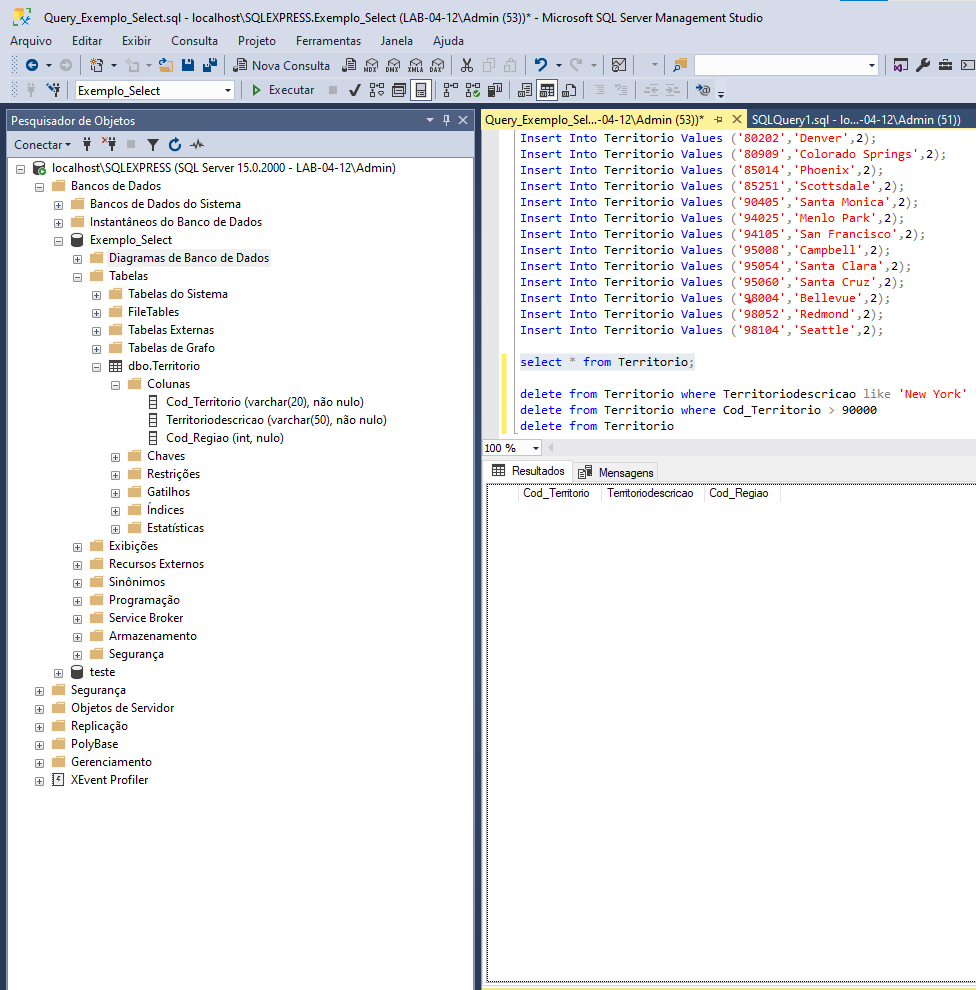 Query_Exemplo_Select.sql - localhost\SQLEXPRESS.Exemplo_Select (LAB-04-12\Admin (53))* - Microsoft SQL Server Management Studio
Arquivo Editar Exibir Consulta Projeto Ferramentas Janela Ajuda
Nova Consulta MDX DMX XMLA DAX
Exemplo_Select Executar
Pesquisador de Objetos
Conectar
localhost\SQLEXPRESS (SQL Server 15.0.2000 - LAB-04-12\Admin)
Bancos de Dados
Bancos de Dados do Sistema
Instantâneos do Banco de Dados
Exemplo_Select
Diagramas de Banco de Dados
Tabelas
Tabelas do Sistema
FileTables
Tabelas Externas
Tabelas de Grafo
dbo.Territorio
Colunas
Cod_Territorio (varchar(20), não nulo)
Territoriodescricao (varchar(50), não nulo)
Cod_Regiao (int, nulo)
Chaves
Restrições
Gatilhos
Índices
Estatísticas
Exibições
Recursos Externos
Sinônimos
Programação
Service Broker
Armazenamento
Segurança
teste
Segurança
Objetos de Servidor
Replicação
PolyBase
Gerenciamento
XEvent Profiler
Query_Exemplo_Sel...-04-12\Admin (53))* SQLQuery1.sql - lo...-04-12\Admin (51))
Insert Into Territorio Values ('80202','Denver',2);
Insert Into Territorio Values ('80909','Colorado Springs',2);
Insert Into Territorio Values ('85014','Phoenix',2);
Insert Into Territorio Values ('85251','Scottsdale',2);
Insert Into Territorio Values ('90405','Santa Monica',2);
Insert Into Territorio Values ('94025','Menlo Park',2);
Insert Into Territorio Values ('94105','San Francisco',2);
Insert Into Territorio Values ('95008','Campbell',2);
Insert Into Territorio Values ('95054','Santa Clara',2);
Insert Into Territorio Values ('95060','Santa Cruz',2);
Insert Into Territorio Values ('98004','Bellevue',2);
Insert Into Territorio Values ('98052','Redmond',2);
Insert Into Territorio Values ('98104','Seattle',2);
select * from Territorio;
delete from Territorio where Territoriodescricao like 'New York'
delete from Territorio where Cod_Territorio > 90000
delete from Territorio
100 %
Resultados Mensagens
Cod_Territorio Territoriodescricao Cod_Regiao